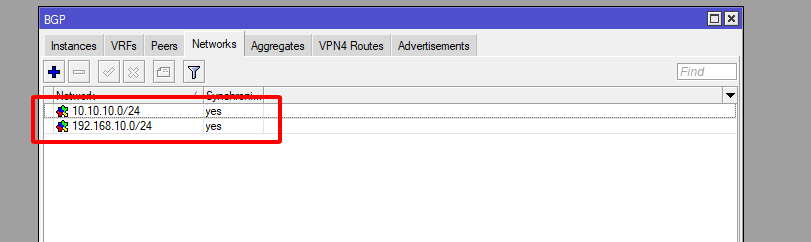 BGP
Instances VRFs Peers Networks Aggregates VPN4 Routes Advertisements
Find
Network Synchroni...
10.10.10.0/24 yes
192.168.10.0/24 yes